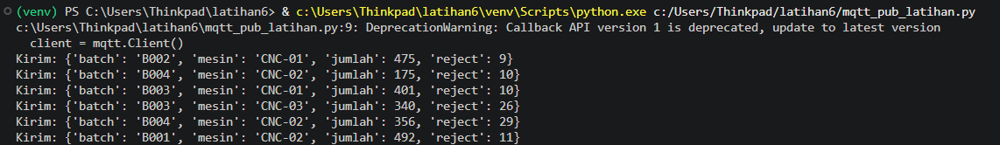 (venv) PS C:\Users\Thinkpad\latihan6> & c:\Users\Thinkpad\latihan6\venv\Scripts\python.exe c:/Users/Thinkpad/latihan6/mqtt_pub_latihan.py
c:\Users\Thinkpad\latihan6\mqtt_pub_latihan.py:9: DeprecationWarning: Callback API version 1 is deprecated, update to latest version
  client = mqtt.Client()
Kirim: {'batch': 'B002', 'mesin': 'CNC-01', 'jumlah': 475, 'reject': 9}
Kirim: {'batch': 'B004', 'mesin': 'CNC-02', 'jumlah': 175, 'reject': 10}
Kirim: {'batch': 'B003', 'mesin': 'CNC-01', 'jumlah': 401, 'reject': 10}
Kirim: {'batch': 'B003', 'mesin': 'CNC-03', 'jumlah': 340, 'reject': 26}
Kirim: {'batch': 'B004', 'mesin': 'CNC-02', 'jumlah': 356, 'reject': 29}
Kirim: {'batch': 'B001', 'mesin': 'CNC-02', 'jumlah': 492, 'reject': 11}